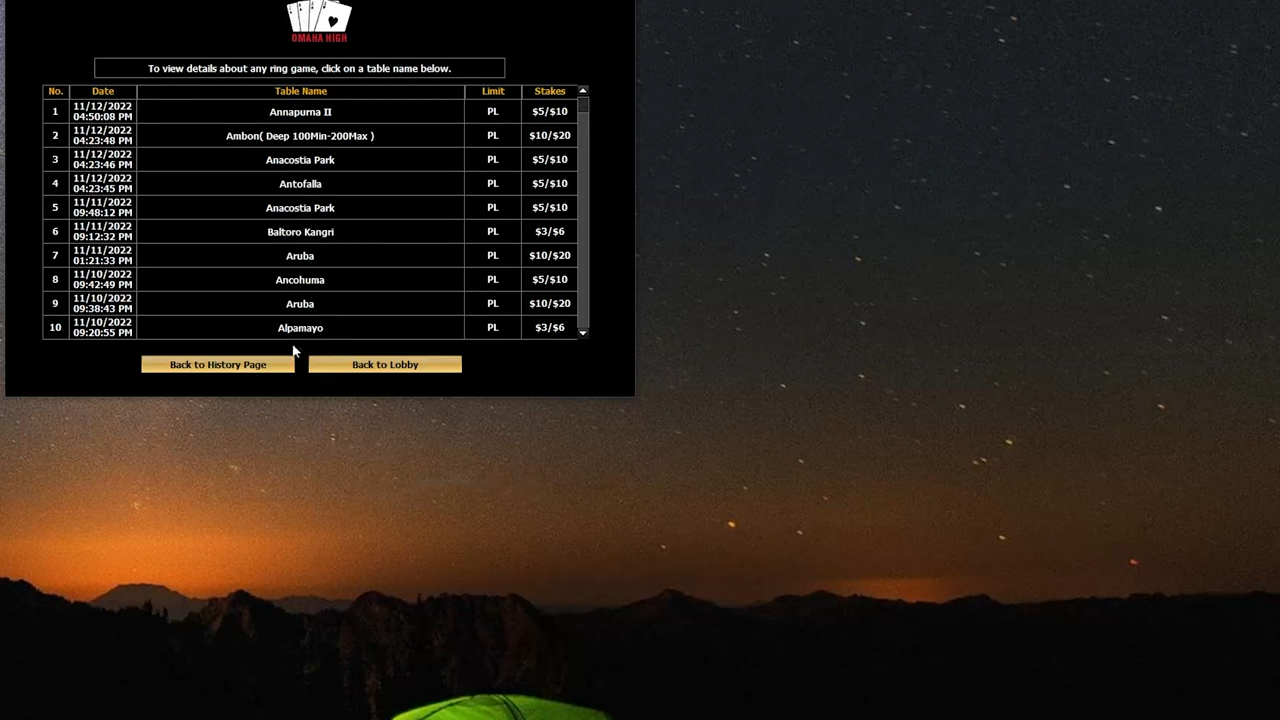 OMAHA HIGH
To view details about any ring game, click on a table name below.
No. Date Table Name Limit Stakes
1 11/12/2022 04:50:08 PM Annapurna II PL $5/$10
2 11/12/2022 04:23:48 PM Ambon( Deep 100Min-200Max ) PL $10/$20
3 11/12/2022 04:23:46 PM Anacostia Park PL $5/$10
4 11/12/2022 04:23:45 PM Antofalla PL $5/$10
5 11/11/2022 09:48:12 PM Anacostia Park PL $5/$10
6 11/11/2022 09:12:32 PM Baltoro Kangri PL $3/$6
7 11/11/2022 01:21:33 PM Aruba PL $10/$20
8 11/10/2022 09:42:49 PM Ancohuma PL $5/$10
9 11/10/2022 09:38:43 PM Aruba PL $10/$20
10 11/10/2022 09:20:55 PM Alpamayo PL $3/$6
Back to History Page Back to Lobby